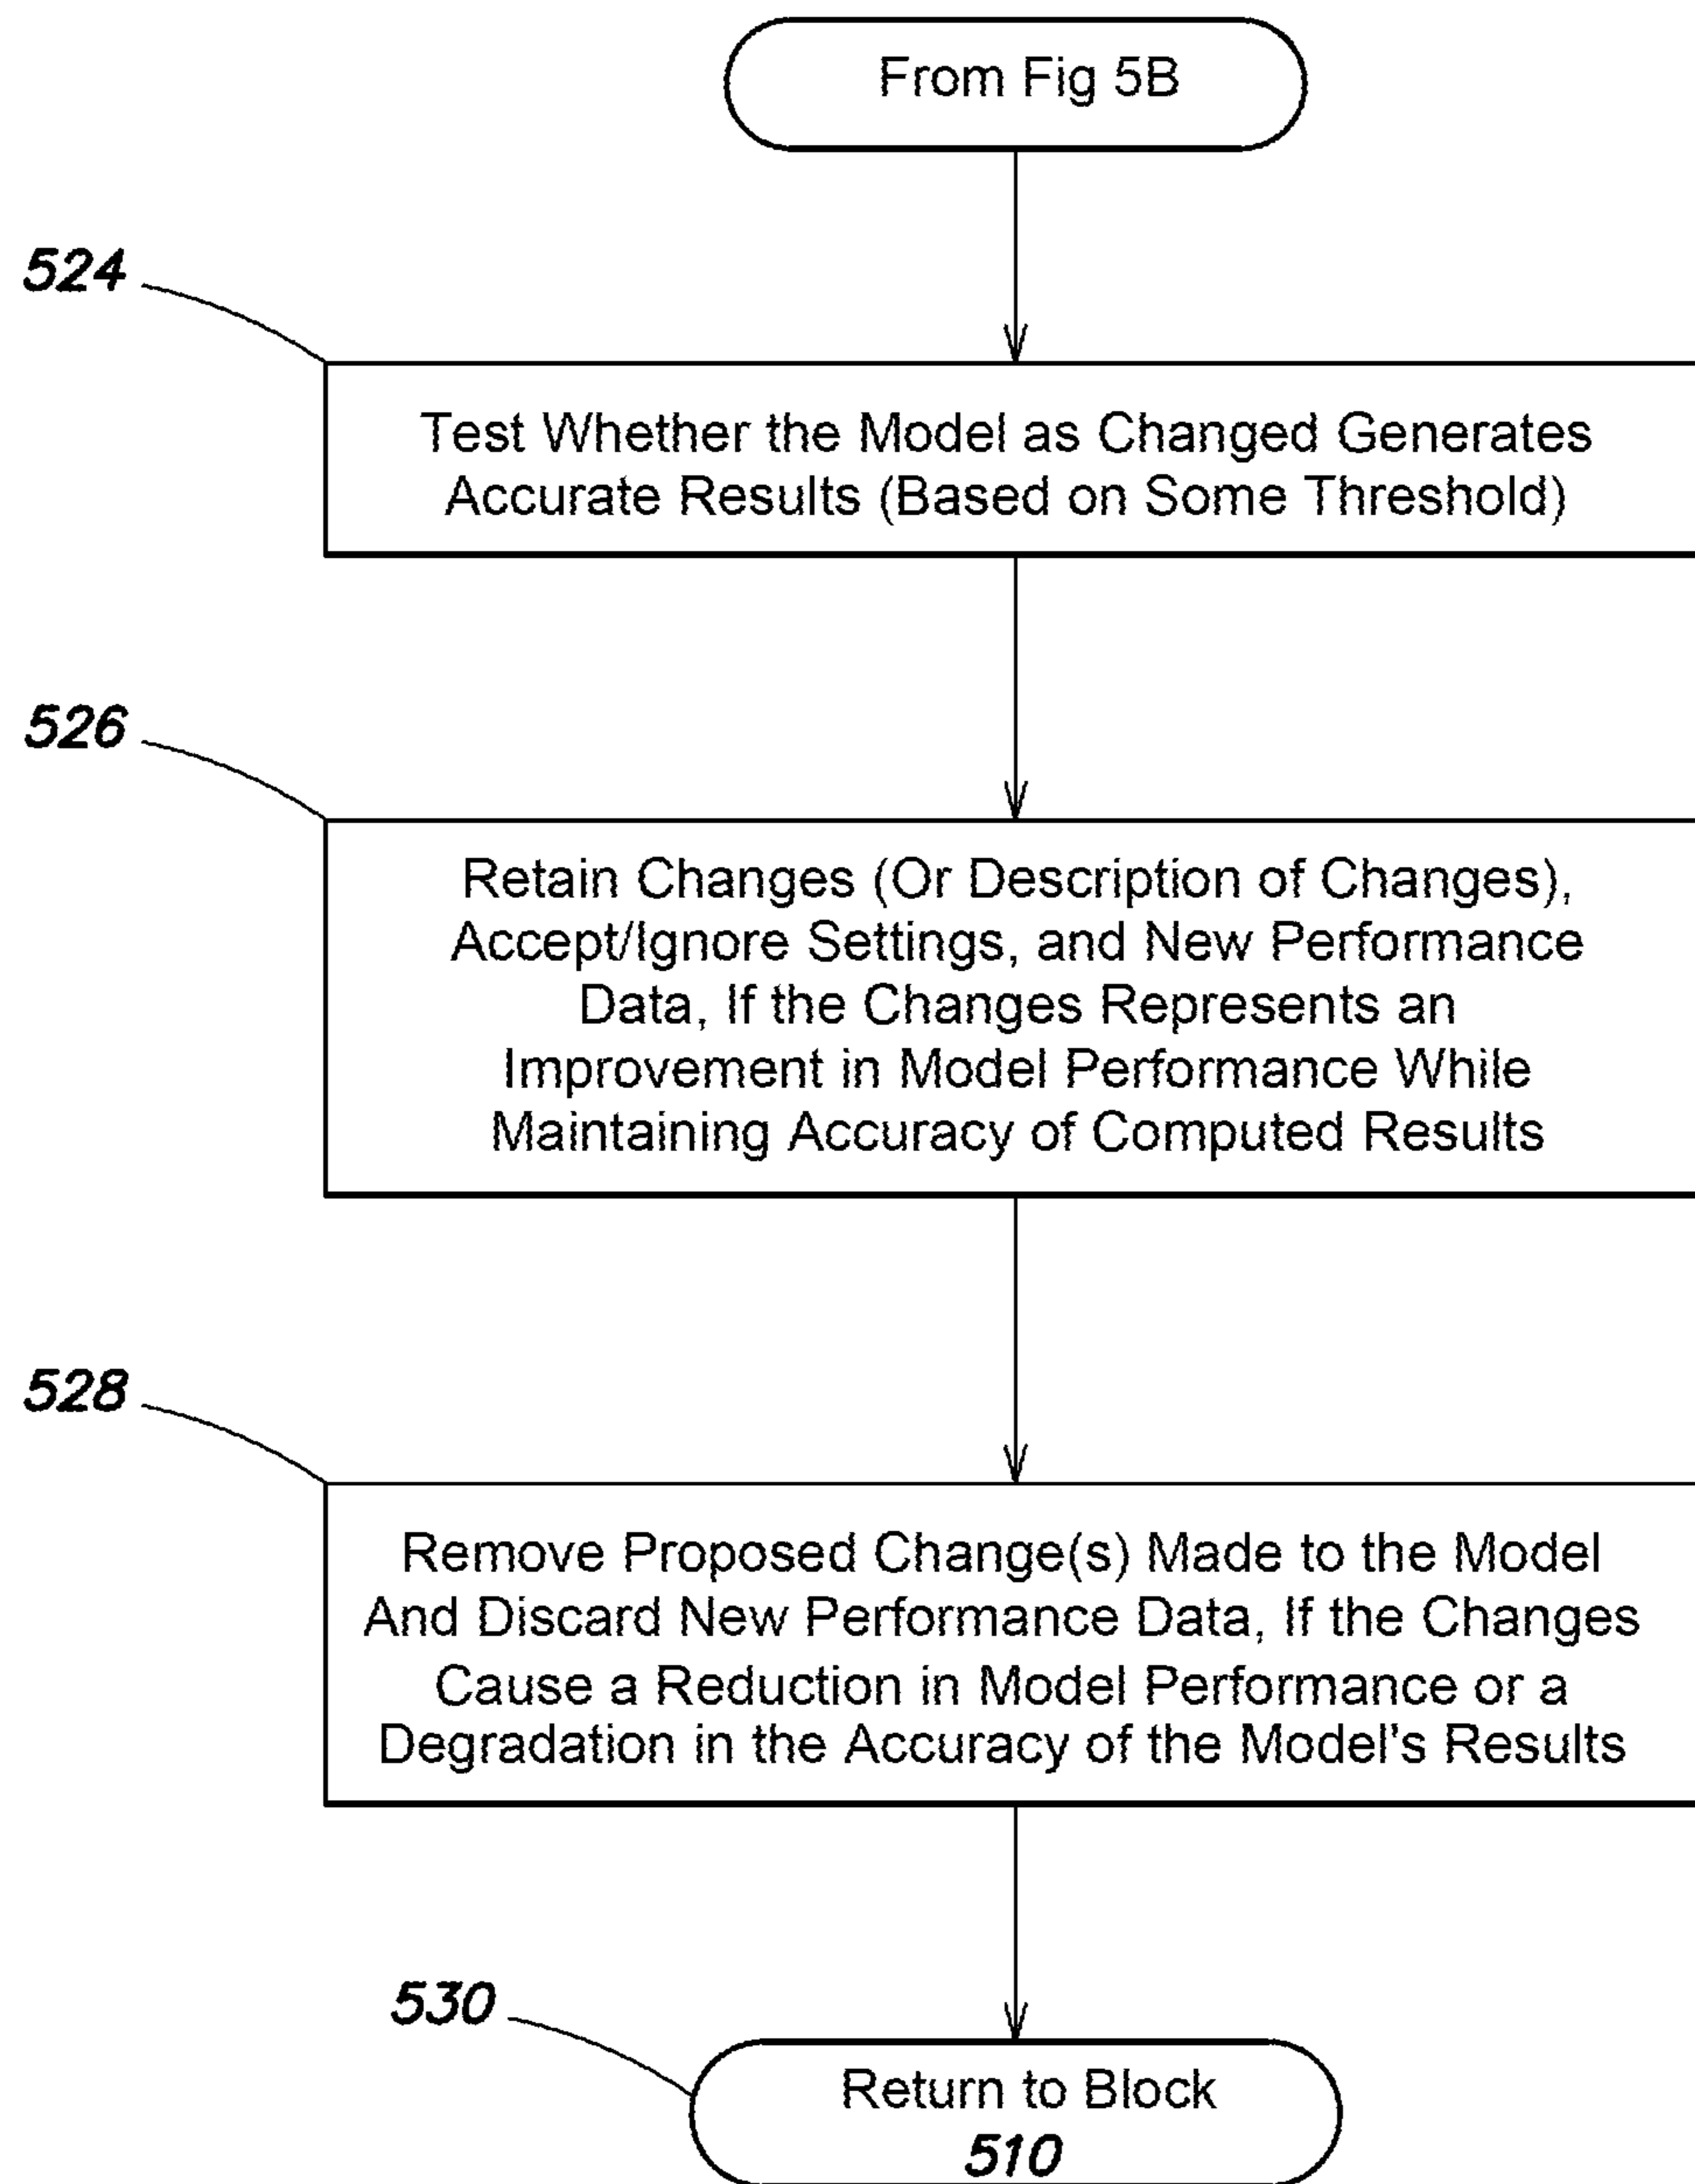 From Fig 5B
524
Test Whether the Model as Changed Generates
Accurate Results (Based on Some Threshold)
526
Retain Changes (Or Description of Changes),
Accept/Ignore Settings, and New Performance
Data, If the Changes Represents an
Improvement in Model Performance While
Maintaining Accuracy of Computed Results
528
Remove Proposed Change(s) Made to the Model
And Discard New Performance Data, If the Changes
Cause a Reduction in Model Performance or a
Degradation in the Accuracy of the Model's Results
530
Return to Block
510